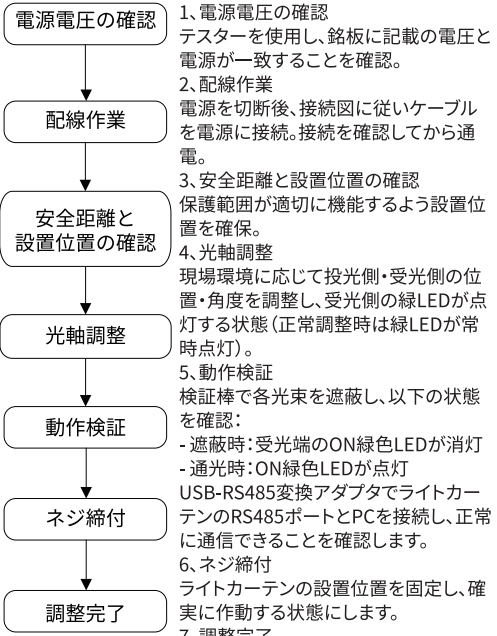 電源電圧の確認
配線作業
安全距離と
設置位置の確認
光軸調整
動作検証
ネジ締付
調整完了
1、電源電圧の確認
テスターを使用し、銘板に記載の電圧と
電源が一致することを確認。
2、配線作業
電源を切断後、接続図に従いケーブル
を電源に接続。接続を確認してから通
電。
3、安全距離と設置位置の確認
保護範囲が適切に機能するよう設置位
置を確保。
4、光軸調整
現場環境に応じて投光側・受光側の位
置・角度を調整し、受光側の緑LEDが点
灯する状態（正常調整時は緑LEDが常
時点灯）。
5、動作検証
検証棒で各光束を遮蔽し、以下の状態
を確認：
- 遮蔽時：受光端のON緑色LEDが消灯
- 通光時：ON緑色LEDが点灯
USB-RS485変換アダプタでライトカー
テンのRS485ポートとPCを接続し、正常
に通信できることを確認します。
6、ネジ締付
ライトカーテンの設置位置を固定し、確
実に作動する状態にします。
7、調整完了